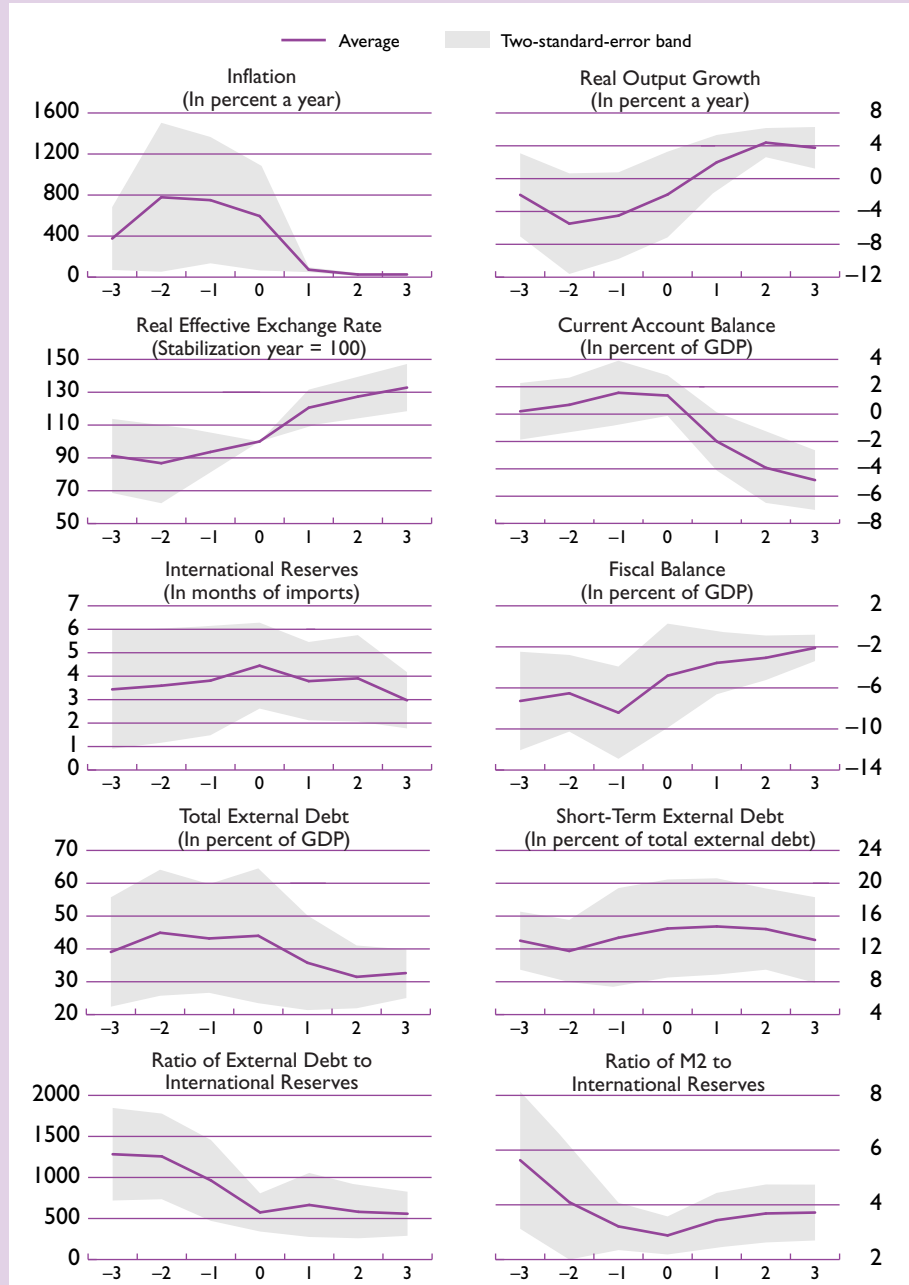 Average
Two-standard-error band
Inflation
(In percent a year)
1600
1200
800
400
0
–3 –2 –1 0 1 2 3
Real Output Growth
(In percent a year)
8
4
0
–4
–8
–12
–3 –2 –1 0 1 2 3
Real Effective Exchange Rate
(Stabilization year = 100)
150
130
110
90
70
50
–3 –2 –1 0 1 2 3
Current Account Balance
(In percent of GDP)
4
2
0
–2
–4
–6
–8
–3 –2 –1 0 1 2 3
International Reserves
(In months of imports)
7
6
5
4
3
2
1
0
–3 –2 –1 0 1 2 3
Fiscal Balance
(In percent of GDP)
2
–2
–6
–10
–14
–3 –2 –1 0 1 2 3
Total External Debt
(In percent of GDP)
70
60
50
40
30
20
–3 –2 –1 0 1 2 3
Short-Term External Debt
(In percent of total external debt)
24
20
16
12
8
4
–3 –2 –1 0 1 2 3
Ratio of External Debt to
International Reserves
2000
1500
1000
500
0
–3 –2 –1 0 1 2 3
Ratio of M2 to
International Reserves
8
6
4
2
–3 –2 –1 0 1 2 3